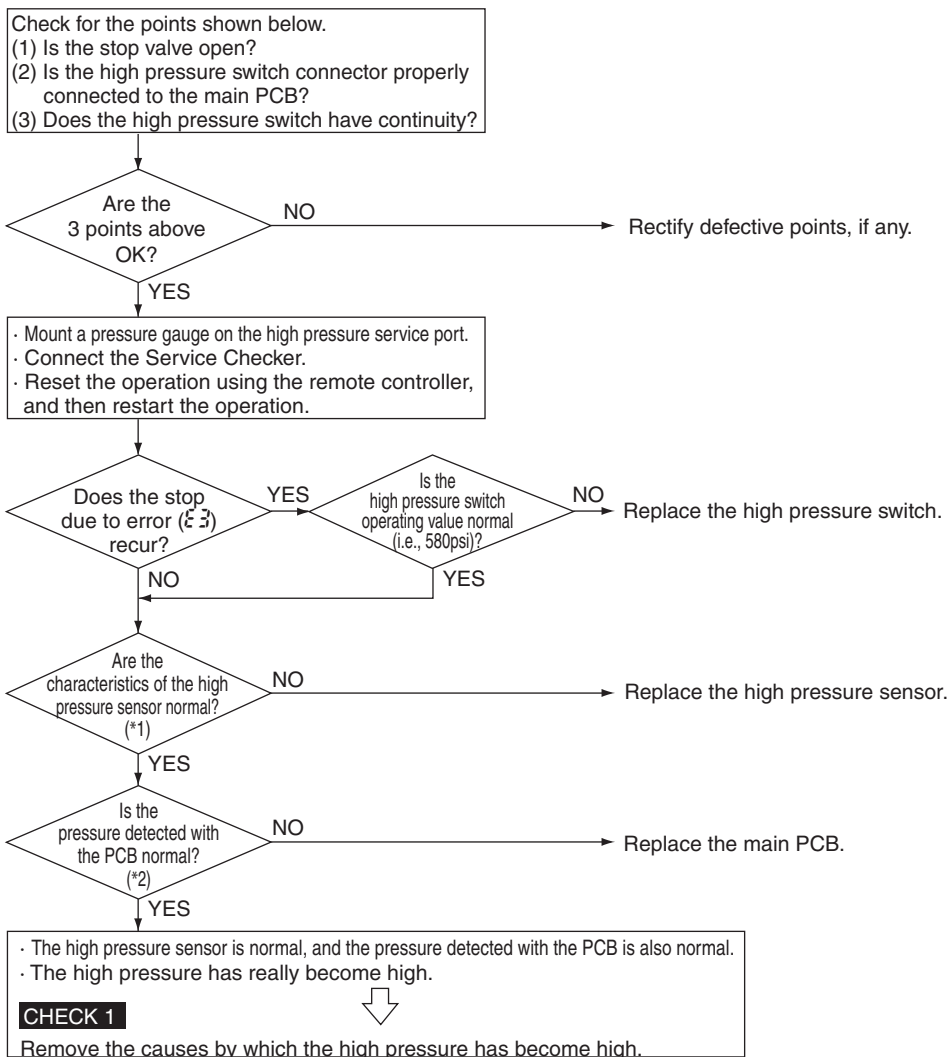 Check for the points shown below.
(1) Is the stop valve open?
(2) Is the high pressure switch connector properly
connected to the main PCB?
(3) Does the high pressure switch have continuity?
Are the
3 points above
OK?
NO
Rectify defective points, if any.
YES
· Mount a pressure gauge on the high pressure service port.
· Connect the Service Checker.
· Reset the operation using the remote controller,
and then restart the operation.
Does the stop
due to error (E3)
recur?
YES
Is the
high pressure switch
operating value normal
(i.e., 580psi)?
NO
Replace the high pressure switch.
NO
YES
Are the
characteristics of the high
pressure sensor normal?
(*1)
NO
Replace the high pressure sensor.
YES
Is the
pressure detected with
the PCB normal?
(*2)
NO
Replace the main PCB.
YES
· The high pressure sensor is normal, and the pressure detected with the PCB is also normal.
· The high pressure has really become high.
CHECK 1
Remove the causes by which the high pressure has become high.